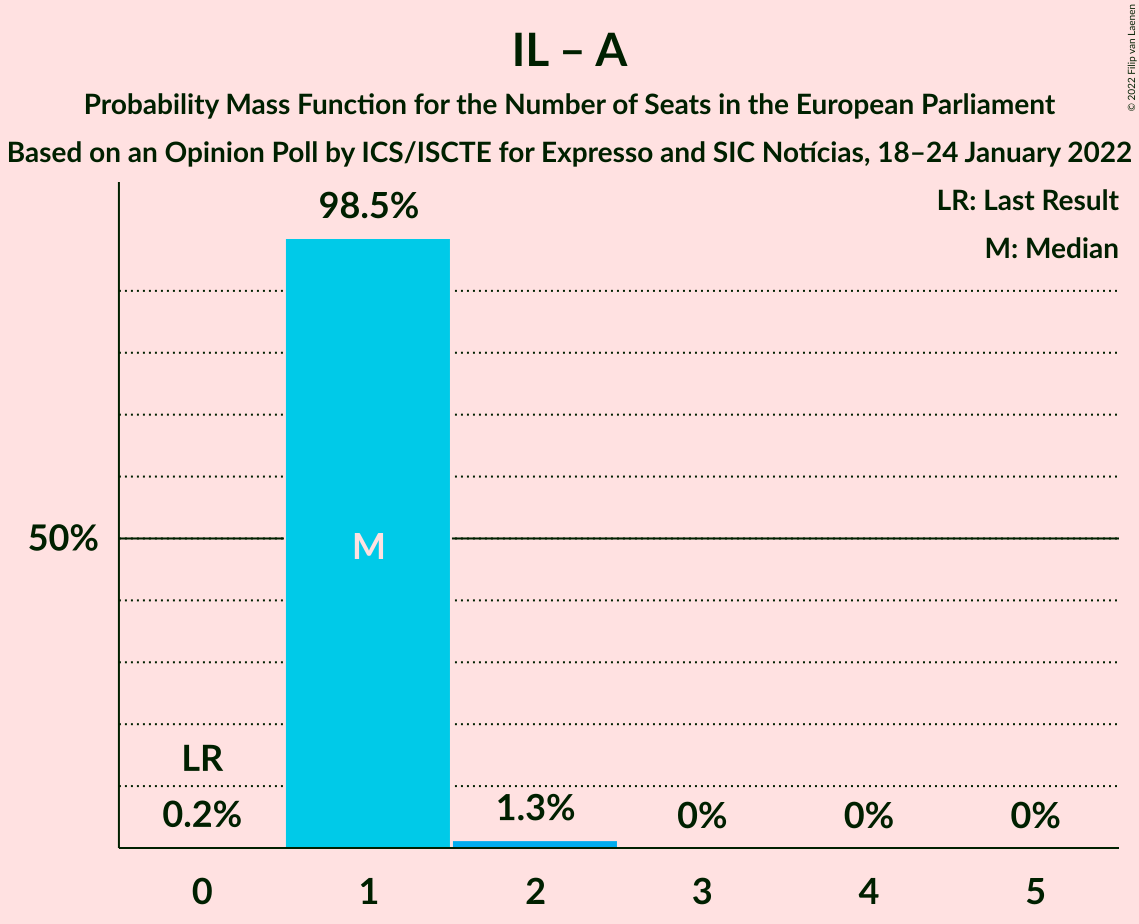 IL – A
Probability Mass Function for the Number of Seats in the European Parliament
Based on an Opinion Poll by ICS/ISCTE for Expresso and SIC Notícias, 18–24 January 2022
© 2022 Filip van Laenen
LR: Last Result
M: Median
98.5%
50%
M
LR
0.2%
1.3%
0%
0%
0%
0
1
2
3
4
5